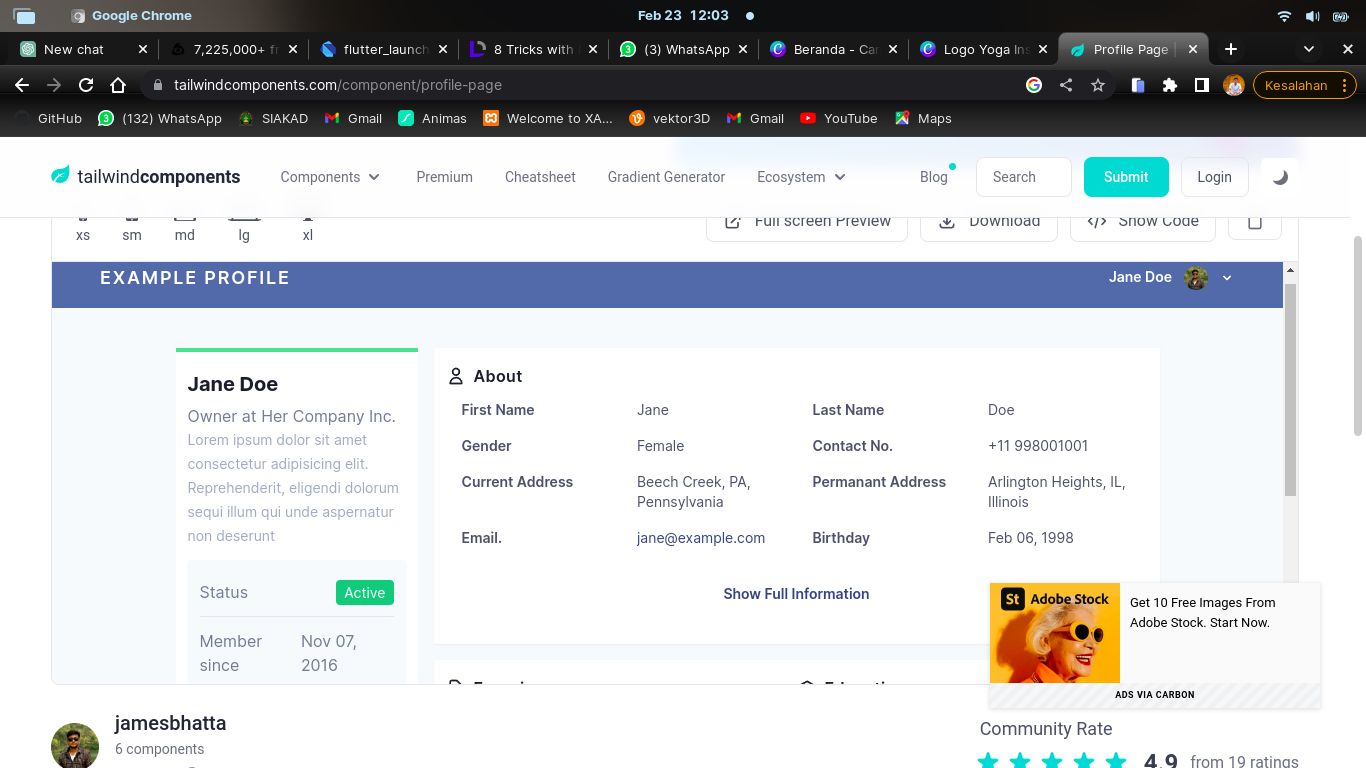 Google Chrome
Feb 23 12:03
New chat
7,225,000+ fr
flutter_launch
8 Tricks with
(3) WhatsApp
Beranda - Can
Logo Yoga Ins
Profile Page
tailwindcomponents.com/component/profile-page
Kesalahan
GitHub
(132) WhatsApp
SIAKAD
Gmail
Animas
Welcome to XA...
vektor3D
Gmail
YouTube
Maps
tailwindcomponents
Components
Premium
Cheatsheet
Gradient Generator
Ecosystem
Blog
Search
Submit
Login
xs
sm
md
lg
xl
Full screen Preview
Download
Show Code
EXAMPLE PROFILE
Jane Doe
Jane Doe
Owner at Her Company Inc.
Lorem ipsum dolor sit amet
consectetur adipisicing elit.
Reprehenderit, eligendi dolorum
sequi illum qui unde aspernatur
non deserunt
Status
Active
Member since
Nov 07, 2016
About
First Name
Jane
Last Name
Doe
Gender
Female
Contact No.
+11 998001001
Current Address
Beech Creek, PA,
Pennsylvania
Permanant Address
Arlington Heights, IL,
Illinois
Email.
jane@example.com
Birthday
Feb 06, 1998
Show Full Information
St Adobe Stock
Get 10 Free Images From
Adobe Stock. Start Now.
ADS VIA CARBON
jamesbhatta
6 components
Community Rate
4.9 from 19 ratings